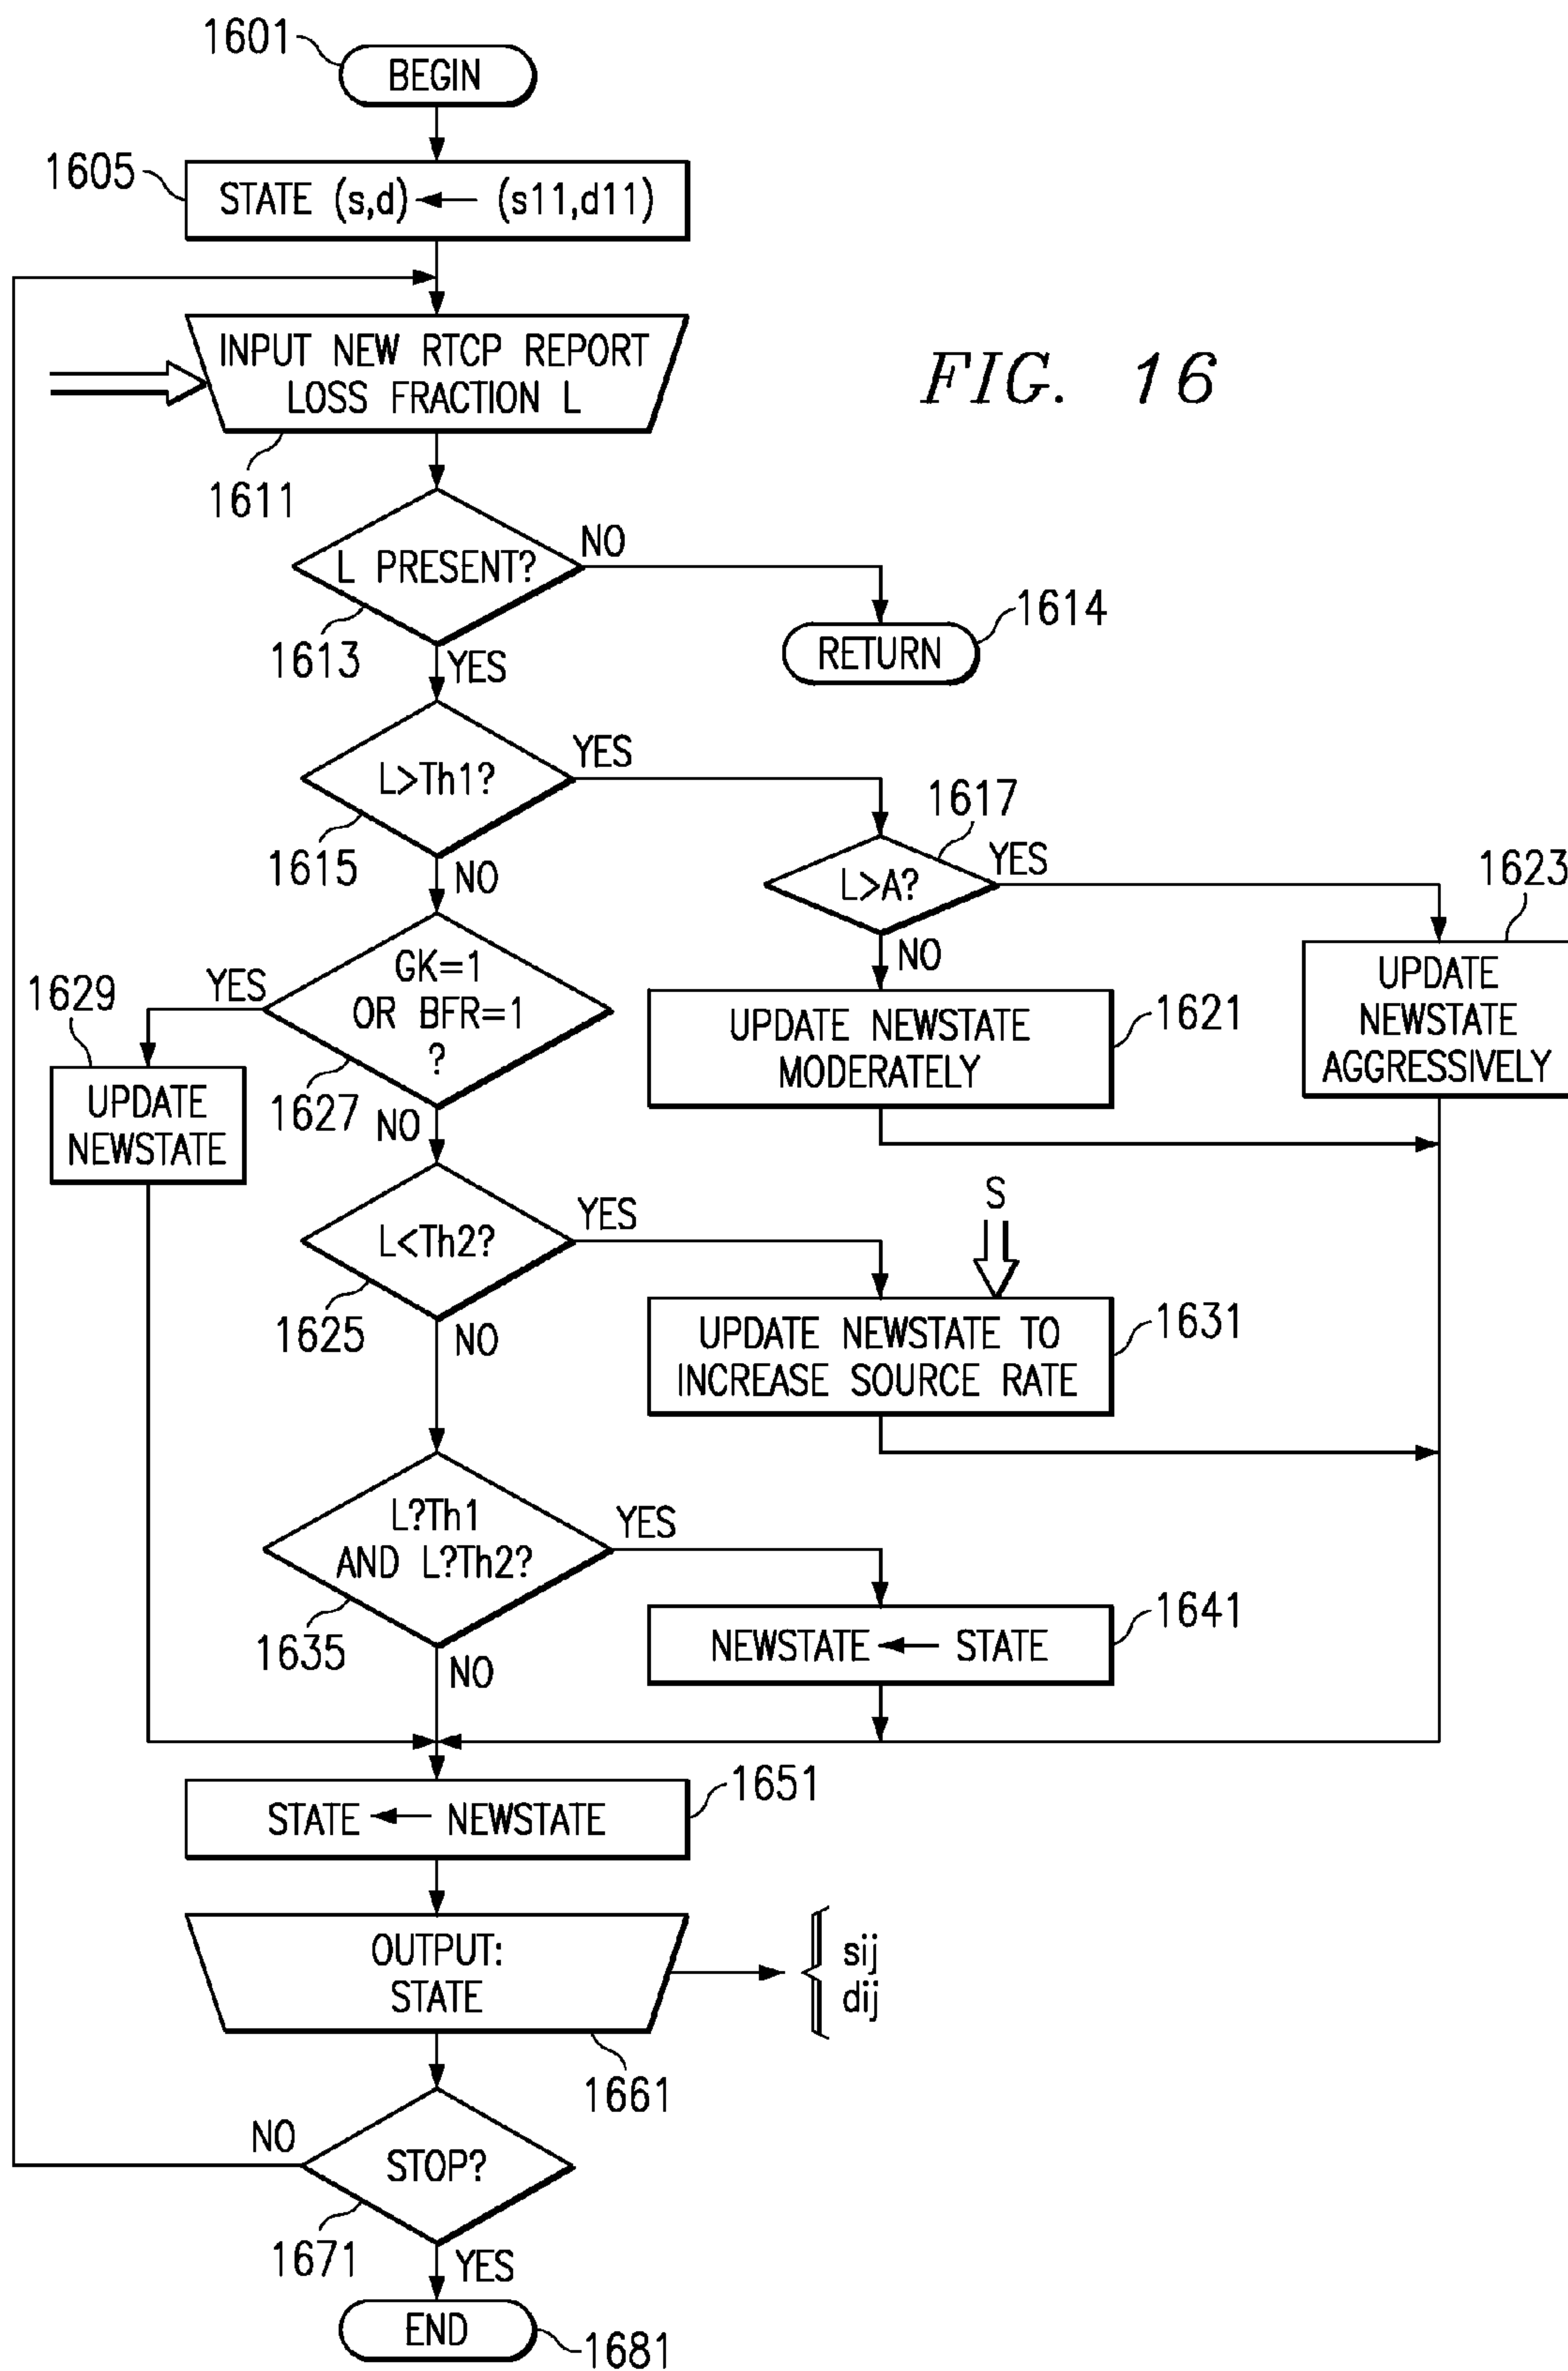 1601
BEGIN
1605
STATE (s,d) ← (s11,d11)
INPUT NEW RTCP REPORT
LOSS FRACTION L
FIG. 16
1611
L PRESENT?
NO
1613
YES
RETURN
1614
L>Th1?
YES
1615
NO
1617
L>A?
YES
NO
1623
UPDATE
NEWSTATE
AGGRESSIVELY
UPDATE NEWSTATE
MODERATELY
1621
GK=1
OR BFR=1
?
YES
1629
1627
NO
UPDATE
NEWSTATE
L<Th2?
YES
1625
NO
S
UPDATE NEWSTATE TO
INCREASE SOURCE RATE
1631
L?Th1
AND L?Th2?
YES
1635
NO
NEWSTATE ← STATE
1641
STATE ← NEWSTATE
1651
OUTPUT:
STATE
sij
dij
1661
STOP?
NO
1671
YES
END
1681